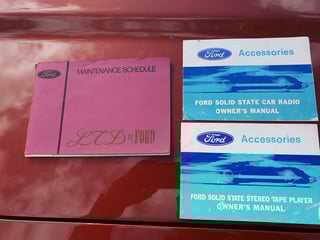 Ford
MAINTENANCE SCHEDULE
LTD by FORD
Ford Accessories
FORD SOLID STATE CAR RADIO
OWNER'S MANUAL
Ford Accessories
FORD SOLID STATE STEREO TAPE PLAYER
OWNER'S MANUAL